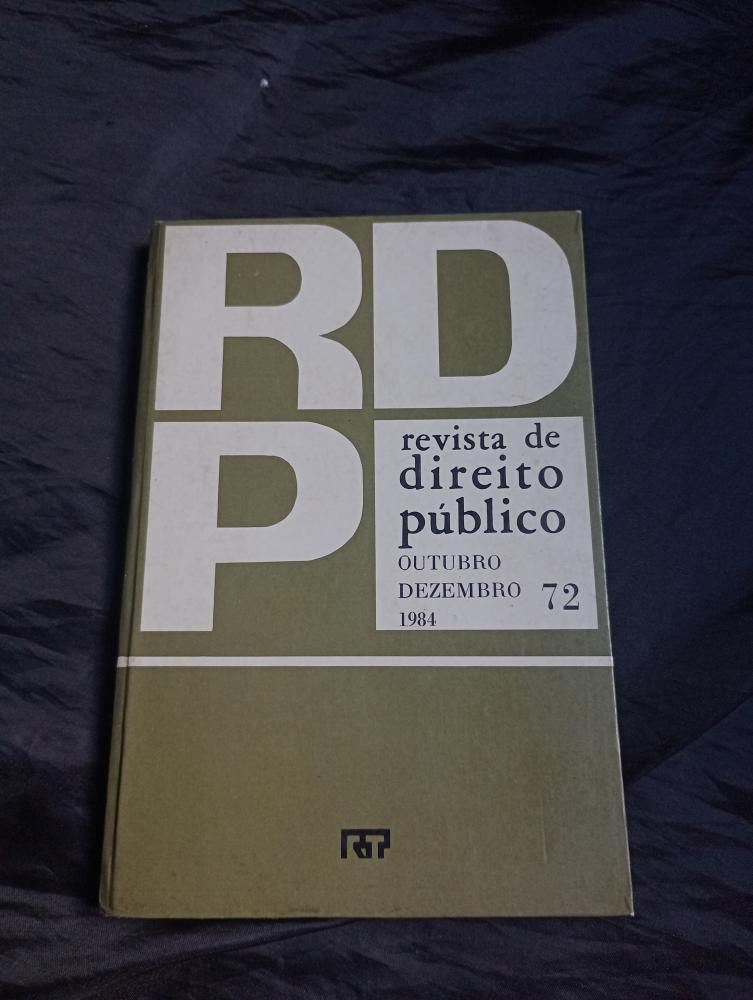 RD
P
revista de
direito
público
OUTUBRO
DEZEMBRO 72
1984
RT